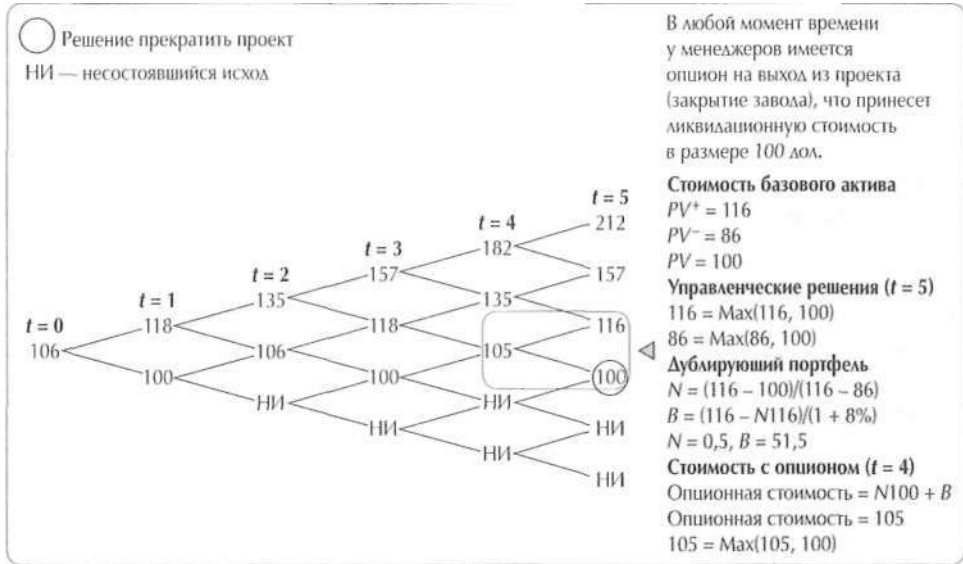 Решение прекратить проект
НИ — несостоявшийся исход
t = 0
106
t = 1
118
100
t = 2
135
106
НИ
t = 3
157
118
100
НИ
t = 4
182
135
105
НИ
НИ
t = 5
212
157
116
100
НИ
НИ
В любой момент времени
у менеджеров имеется
опцион на выход из проекта
(закрытие завода), что принесет
ликвидационную стоимость
в размере 100 дол.
Стоимость базового актива
PV+ = 116
PV− = 86
PV = 100
Управленческие решения (t = 5)
116 = Max(116, 100)
86 = Max(86, 100)
Дублирующий портфель
N = (116 – 100)/(116 – 86)
B = (116 – N116)/(1 + 8%)
N = 0,5, B = 51,5
Стоимость с опционом (t = 4)
Опционная стоимость = N100 + B
Опционная стоимость = 105
105 = Max(105, 100)